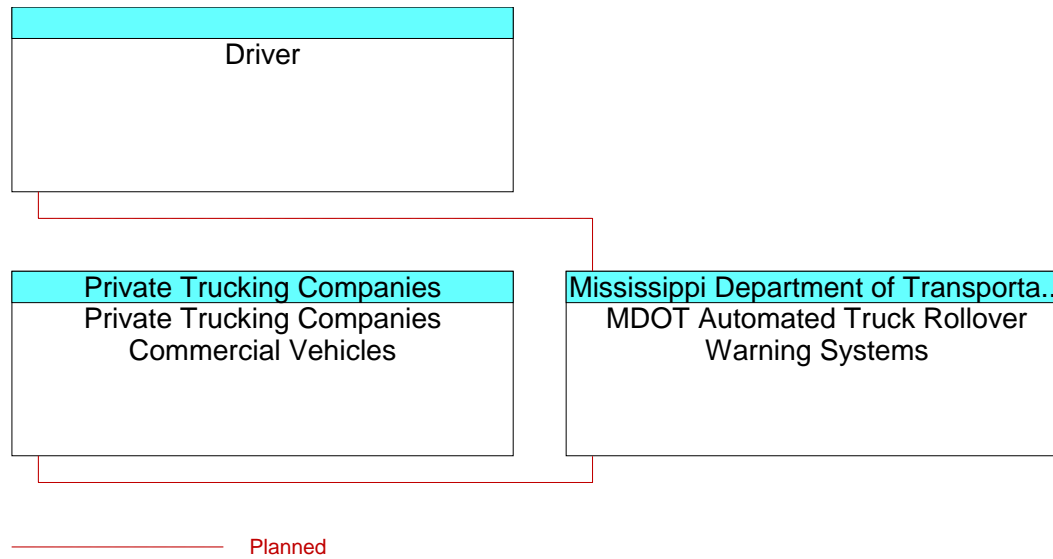 Driver
Private Trucking Companies
Private Trucking Companies
Commercial Vehicles
Mississippi Department of Transporta..
MDOT Automated Truck Rollover
Warning Systems
Planned